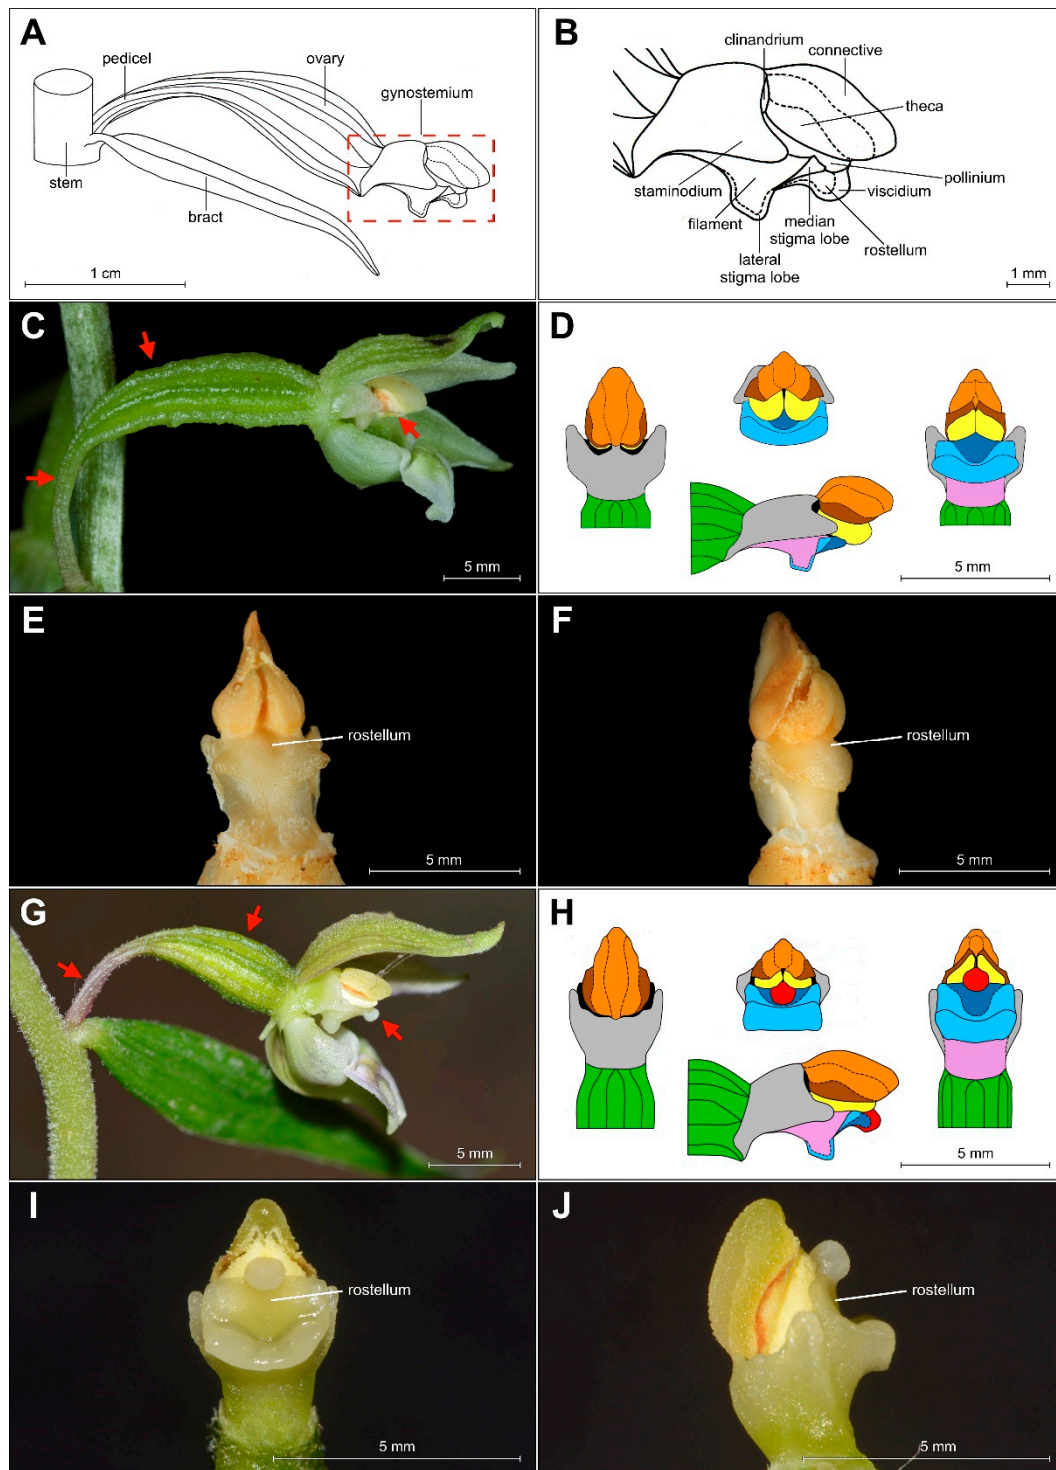 A
pedicel
ovary
gynostemium
stem
bract
1 cm
B
clinandrium
connective
theca
staminodium
pollinium
viscidium
filament
median
stigma lobe
rostellum
lateral
stigma lobe
1 mm
C
5 mm
D
5 mm
E
rostellum
5 mm
F
rostellum
5 mm
G
5 mm
H
5 mm
I
rostellum
5 mm
J
rostellum
5 mm